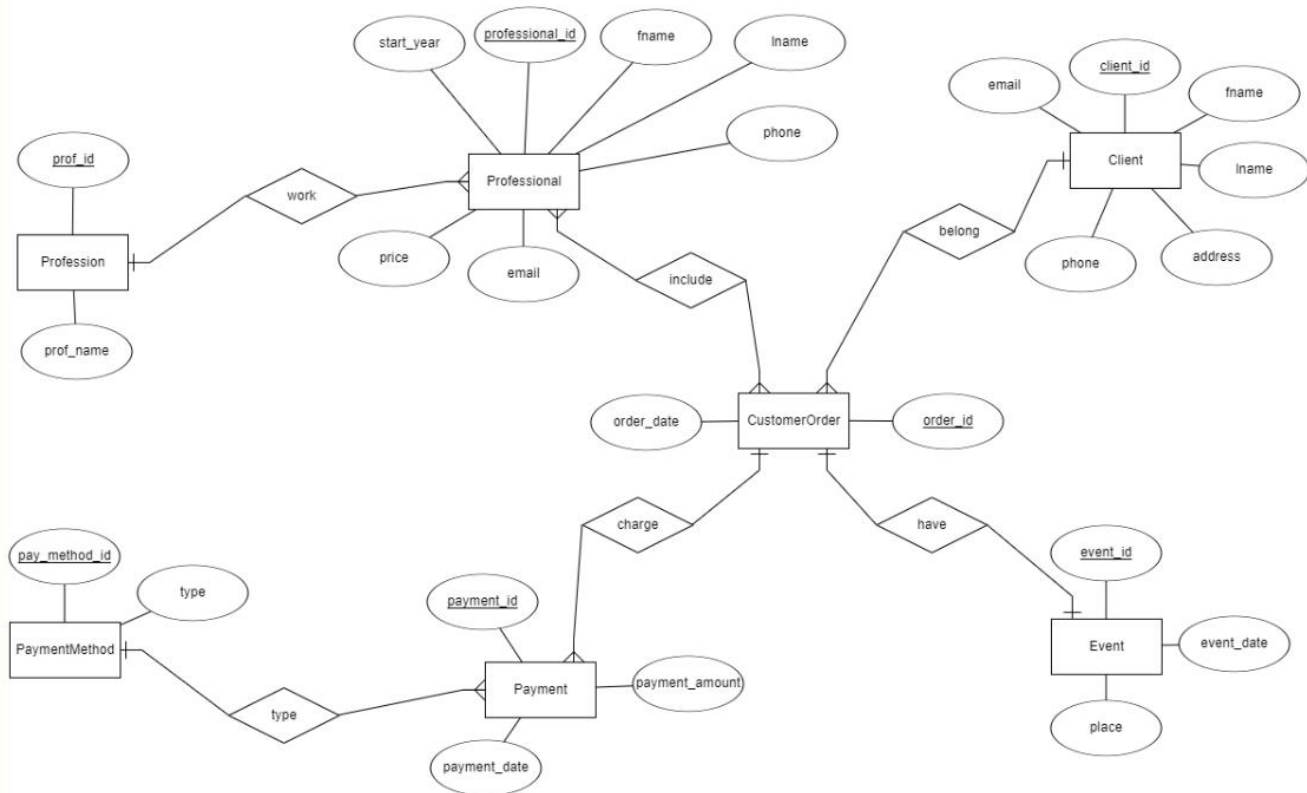 start_year
professional_id
fname
lname
phone
email
client_id
fname
lname
Client
address
phone
prof_id
Professional
work
belong
Profession
price
email
include
prof_name
order_date
CustomerOrder
order_id
charge
have
pay_method_id
type
event_id
payment_id
PaymentMethod
Event
event_date
Payment
payment_amount
type
place
payment_date